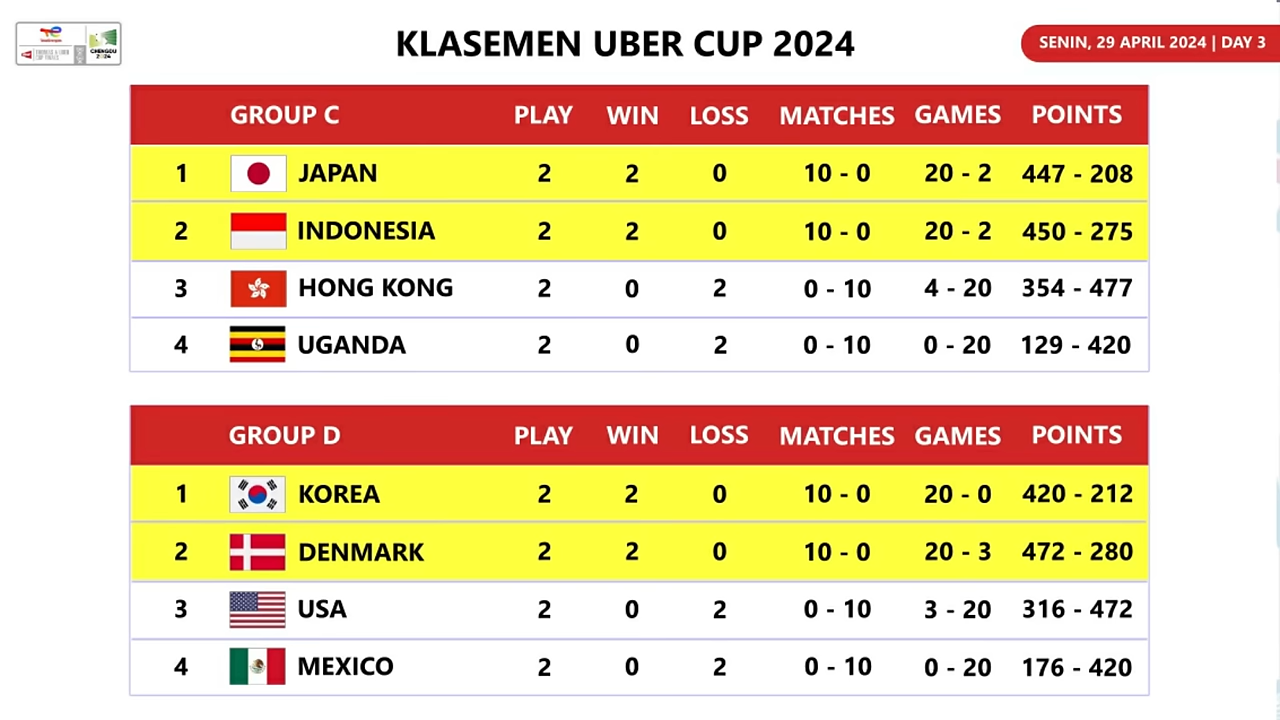 KLASEMEN UBER CUP 2024
SENIN, 29 APRIL 2024 | DAY 3
CHENGDU
2024
GROUP C PLAY WIN LOSS MATCHES GAMES POINTS
1 JAPAN 2 2 0 10 - 0 20 - 2 447 - 208
2 INDONESIA 2 2 0 10 - 0 20 - 2 450 - 275
3 HONG KONG 2 0 2 0 - 10 4 - 20 354 - 477
4 UGANDA 2 0 2 0 - 10 0 - 20 129 - 420
GROUP D PLAY WIN LOSS MATCHES GAMES POINTS
1 KOREA 2 2 0 10 - 0 20 - 0 420 - 212
2 DENMARK 2 2 0 10 - 0 20 - 3 472 - 280
3 USA 2 0 2 0 - 10 3 - 20 316 - 472
4 MEXICO 2 0 2 0 - 10 0 - 20 176 - 420